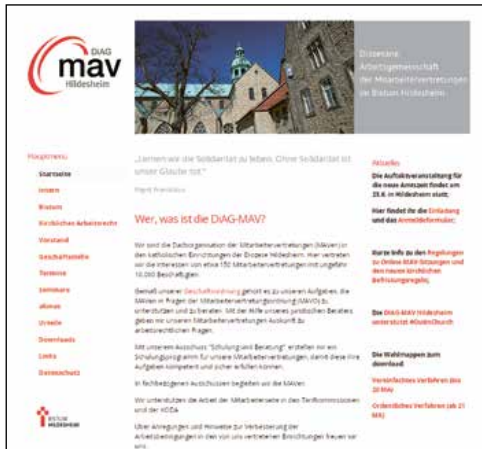 DiAG
mav
Hildesheim
Diözesane
Arbeitsgemeinschaft
der Mitarbeitervertretungen
im Bistum Hildesheim
Hauptmenü
Startseite
Intern
Bistum
Kirchliches Arbeitsrecht
Vorstand
Geschäftsstelle
Termine
Seminare
Urteile
Downloads
Links
Datenschutz
BISTUM
HILDESHEIM
„Lernen wir die Solidarität zu leben. Ohne Solidarität ist
unser Glaube tot.“
Papst Franziskus
Wer, was ist die DiAG-MAV?
Wir sind die Dachorganisation der Mitarbeitervertretungen (MAVen) in
den katholischen Einrichtungen der Diözese Hildesheim. Hier vertreten
wir die Interessen von etwa 150 Mitarbeitervertretungen mit ungefähr
10.000 Beschäftigten.
Gemäß unserer Geschäftsordnung gehört es zu unseren Aufgaben, die
MAVen in Fragen der Mitarbeitervertretungsordnung (MAVO) zu
unterstützen und zu beraten. Mit der Hilfe unseres juristischen Beraters
geben wir unseren Mitarbeitervertretungen Auskunft zu
arbeitsrechtlichen Fragen.
Mit unserem Ausschuss "Schulung und Beratung" erstellen wir ein
Schulungsprogramm für unsere Mitarbeitervertretungen, damit diese ihre
Aufgaben kompetent und sicher erfüllen können.
In fachbezogenen Ausschüssen begleiten wir die MAVen.
Wir unterstützen die Arbeit der Mitarbeiterseite in den Tarifkommissionen
und der KODA.
Über Anregungen und Hinweise zur Verbesserung der
Arbeitsbedingungen in den von uns vertretenen Einrichtungen freuen wir
uns.
Aktuelles
Die Auftaktveranstaltung für
die neue Amtszeit findet am
in Hildesheim statt.
Hier findet ihr die Einladung
und das Anmeldeformular.
Kurze Info zu den Regelungen
zu Online MAV-Sitzungen und
den neuen kirchlichen
Befristungsregeln.
Die DiAG-MAV Hildesheim
unterstützt #OutInChurch
Die Wahlmappen zum
download:
Vereinfachtes Verfahren (bis
20 MA)
Ordentliches Verfahren (ab 21
MA)